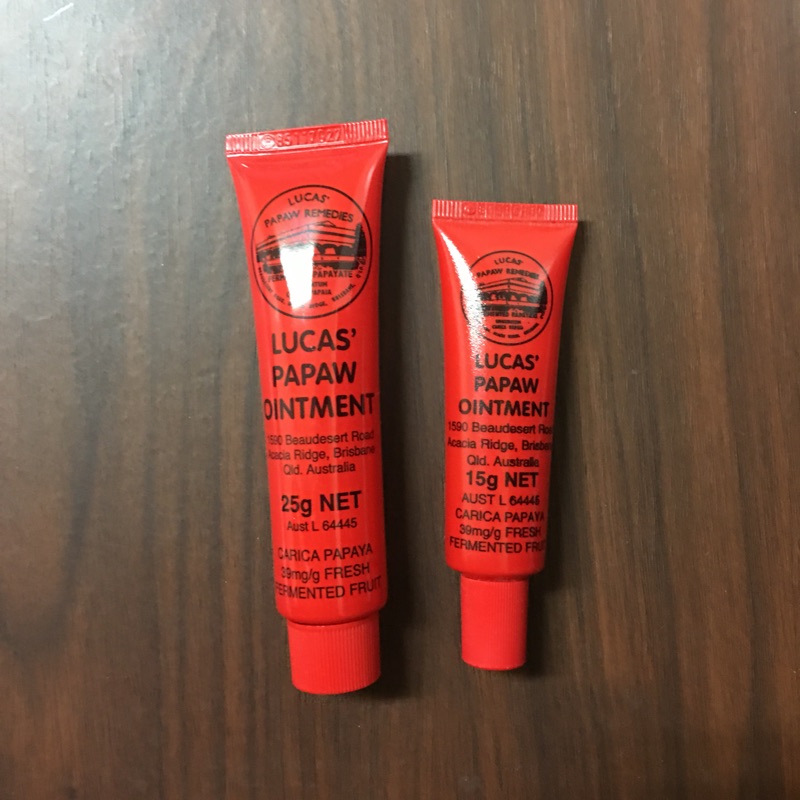 LUCAS'
PAPAW REMEDIES
LUCAS'
PAPAW
OINTMENT
1590 Beaudesert Road
Acacia Ridge, Brisbane
Qld. Australia
25g NET
Aust L 64445
CARICA PAPAYA
39mg/g FRESH
FERMENTED FRUIT
LUCAS'
PAPAW REMEDIES
LUCAS'
PAPAW
OINTMENT
1590 Beaudesert Road
Acacia Ridge, Brisbane
Qld. Australia
15g NET
AUST L 64445
CARICA PAPAYA
39mg/g FRESH
FERMENTED FRUIT